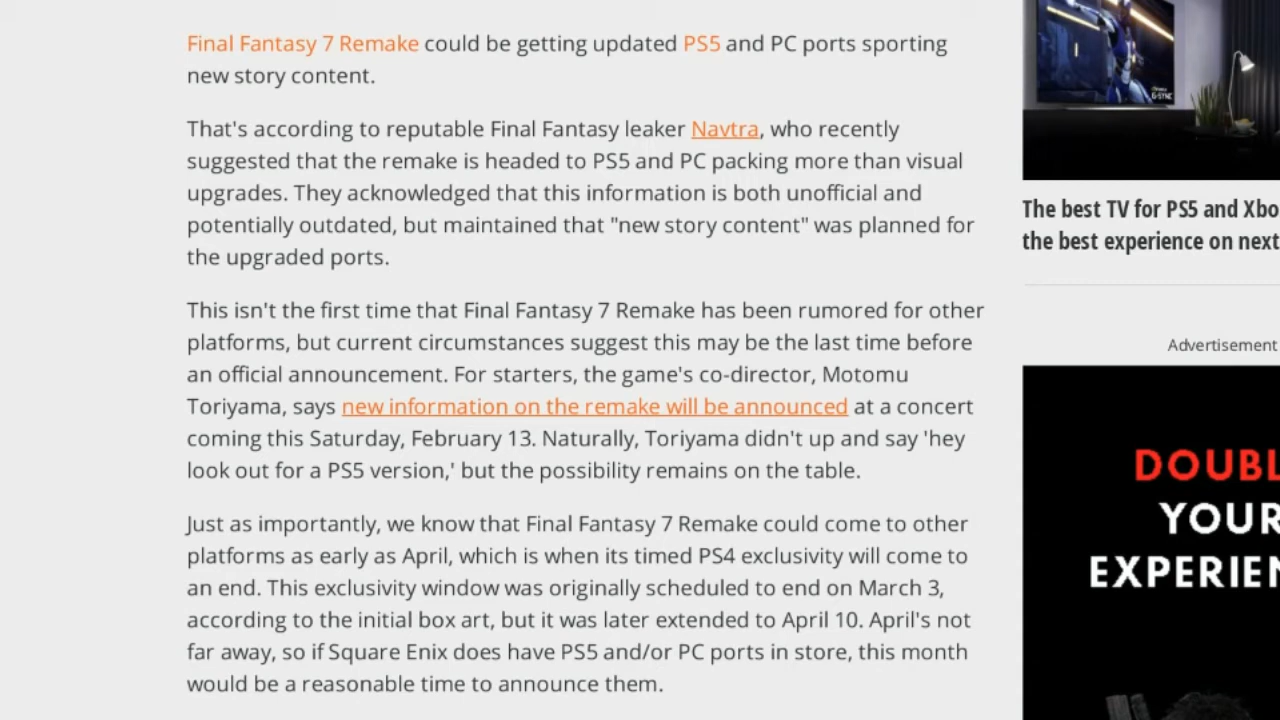 Final Fantasy 7 Remake could be getting updated PS5 and PC ports sporting
new story content.
That's according to reputable Final Fantasy leaker Navtra, who recently
suggested that the remake is headed to PS5 and PC packing more than visual
upgrades. They acknowledged that this information is both unofficial and
potentially outdated, but maintained that "new story content" was planned for
the upgraded ports.
This isn't the first time that Final Fantasy 7 Remake has been rumored for other
platforms, but current circumstances suggest this may be the last time before
an official announcement. For starters, the game's co-director, Motomu
Toriyama, says new information on the remake will be announced at a concert
coming this Saturday, February 13. Naturally, Toriyama didn't up and say 'hey
look out for a PS5 version,' but the possibility remains on the table.
Just as importantly, we know that Final Fantasy 7 Remake could come to other
platforms as early as April, which is when its timed PS4 exclusivity will come to
an end. This exclusivity window was originally scheduled to end on March 3,
according to the initial box art, but it was later extended to April 10. April's not
far away, so if Square Enix does have PS5 and/or PC ports in store, this month
would be a reasonable time to announce them.
G-SYNC
The best TV for PS5 and Xbo
the best experience on next
Advertisement
DOUBL
YOUR
EXPERIEN